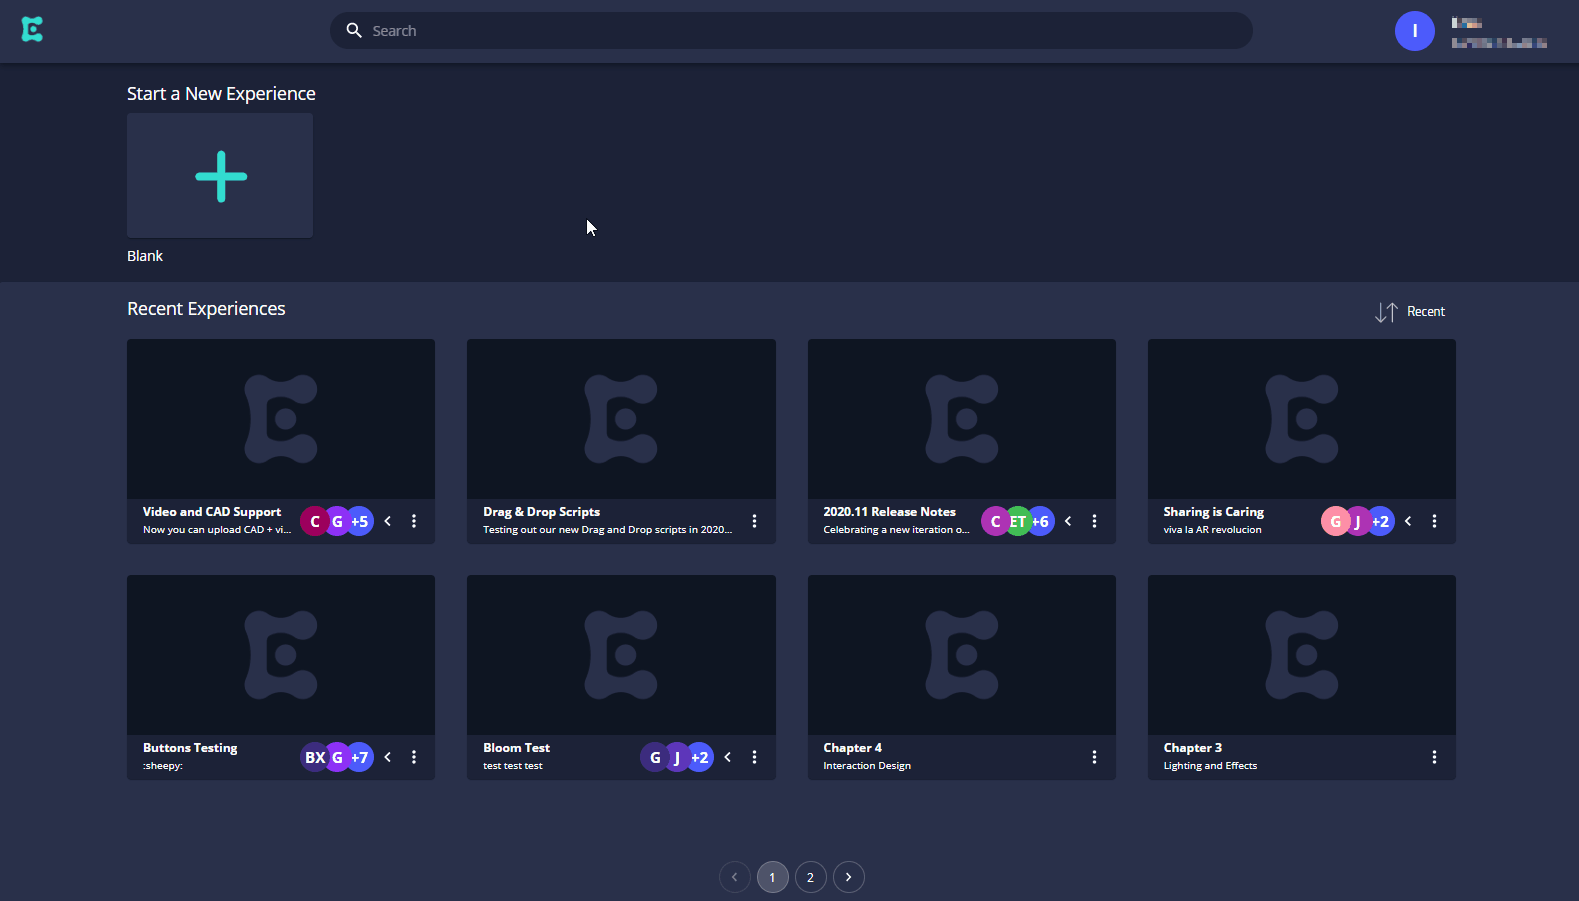 Search
I
Start a New Experience
Blank
Recent Experiences
Recent
Video and CAD Support
Now you can upload CAD + vi...
C G +5
Drag & Drop Scripts
Testing out our new Drag and Drop scripts in 2020...
2020.11 Release Notes
Celebrating a new iteration o...
C ET +6
Sharing is Caring
viva la AR revolucion
G J +2
Buttons Testing
:sheepy:
BX G +7
Bloom Test
test test test
G J +2
Chapter 4
Interaction Design
Chapter 3
Lighting and Effects
1 2